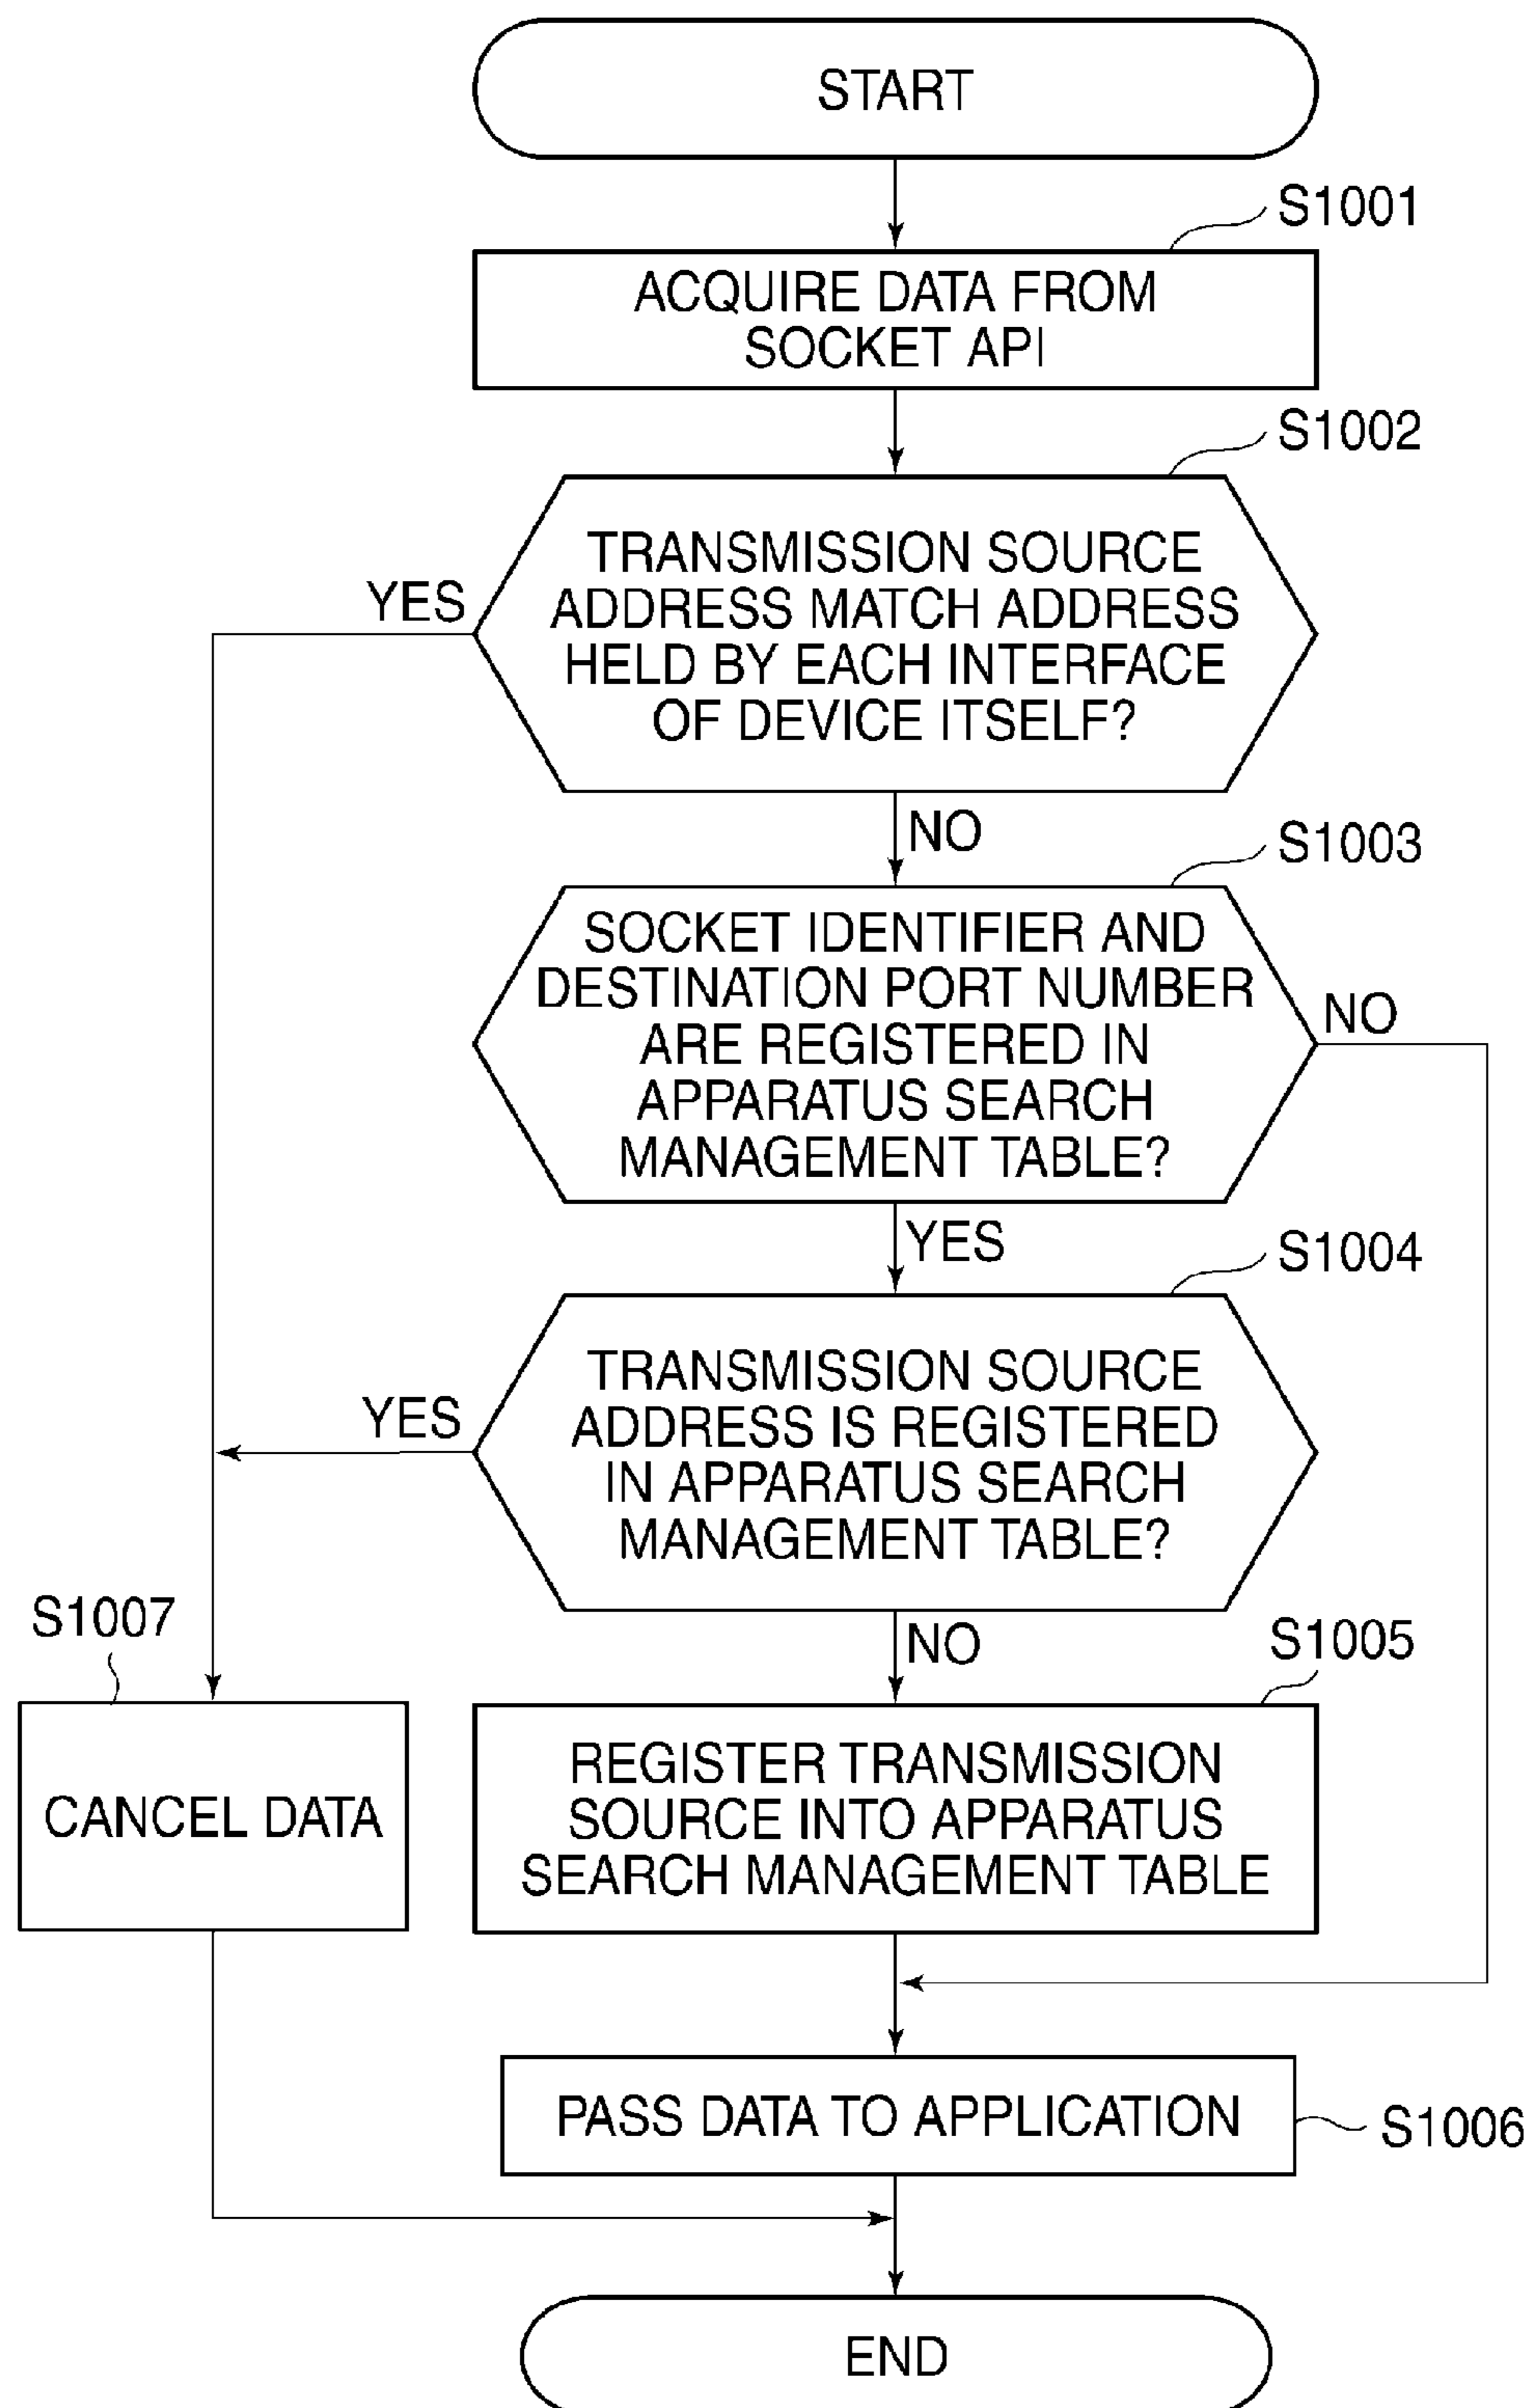 START
S1001
ACQUIRE DATA FROM
SOCKET API
S1002
TRANSMISSION SOURCE
ADDRESS MATCH ADDRESS
HELD BY EACH INTERFACE
OF DEVICE ITSELF?
YES
NO
S1003
SOCKET IDENTIFIER AND
DESTINATION PORT NUMBER
ARE REGISTERED IN
APPARATUS SEARCH
MANAGEMENT TABLE?
NO
YES
S1004
TRANSMISSION SOURCE
ADDRESS IS REGISTERED
IN APPARATUS SEARCH
MANAGEMENT TABLE?
YES
NO
S1007
CANCEL DATA
S1005
REGISTER TRANSMISSION
SOURCE INTO APPARATUS
SEARCH MANAGEMENT TABLE
PASS DATA TO APPLICATION
S1006
END